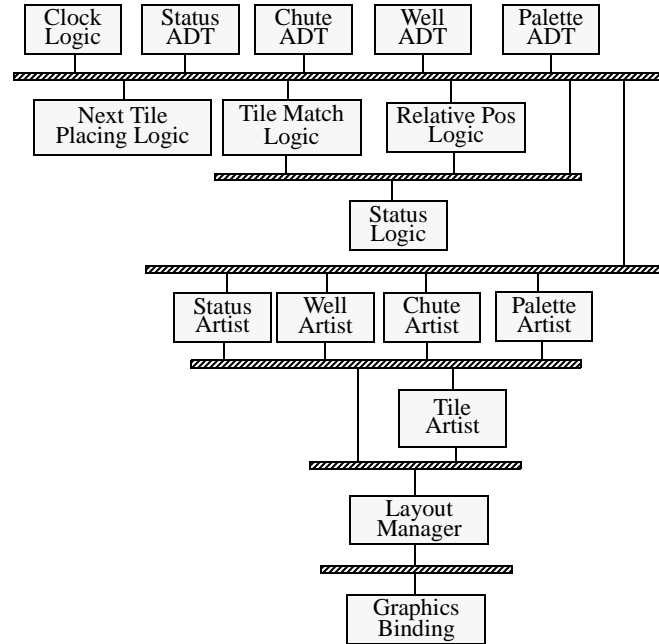 Clock
Logic
Status
ADT
Chute
ADT
Well
ADT
Palette
ADT
Next Tile
Placing Logic
Tile Match
Logic
Relative Pos
Logic
Status
Logic
Status
Artist
Well
Artist
Chute
Artist
Palette
Artist
Tile
Artist
Layout
Manager
Graphics
Binding